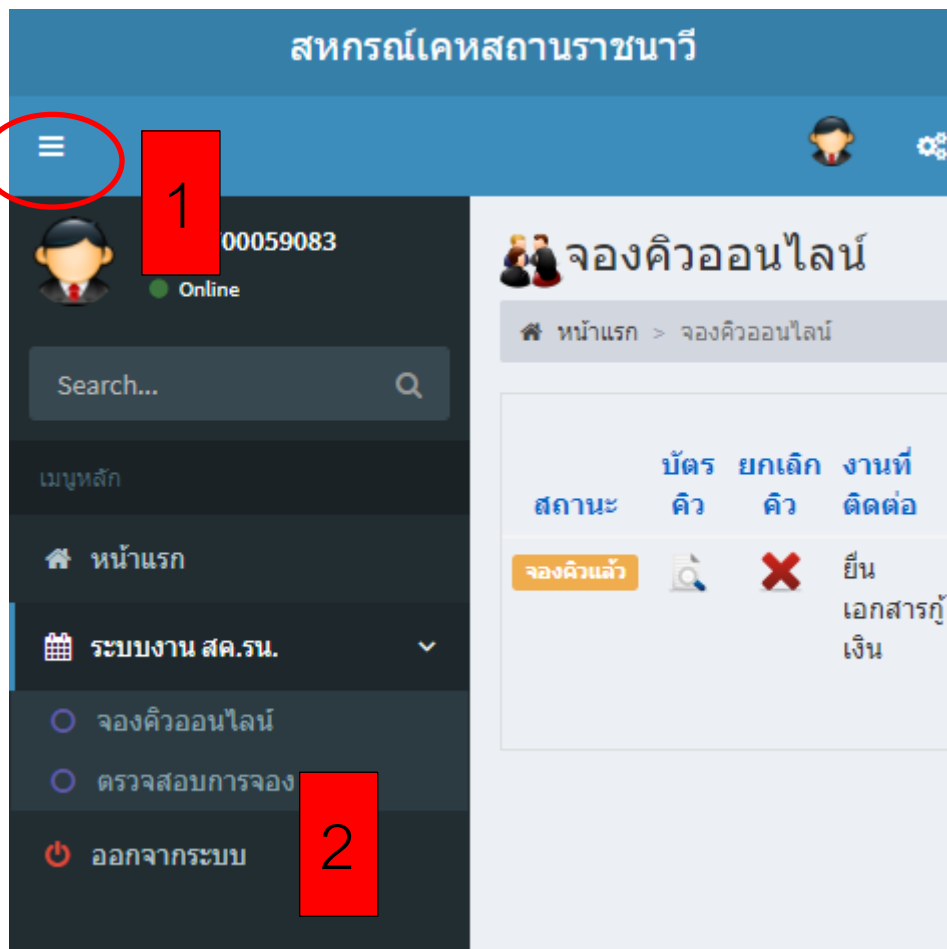 สหกรณ์เคหสถานราชนาวี
1
00059083
Online
จองคิวออนไลน์
หน้าแรก > จองคิวออนไลน์
Search...
เมนูหลัก
สถานะ บัตรคิว ยกเลิกคิว งานที่ติดต่อ
หน้าแรก
จองคิวแล้ว
ยื่น
เอกสารกู้
เงิน
ระบบงาน สค.รน.
จองคิวออนไลน์
ตรวจสอบการจอง
2
ออกจากระบบ